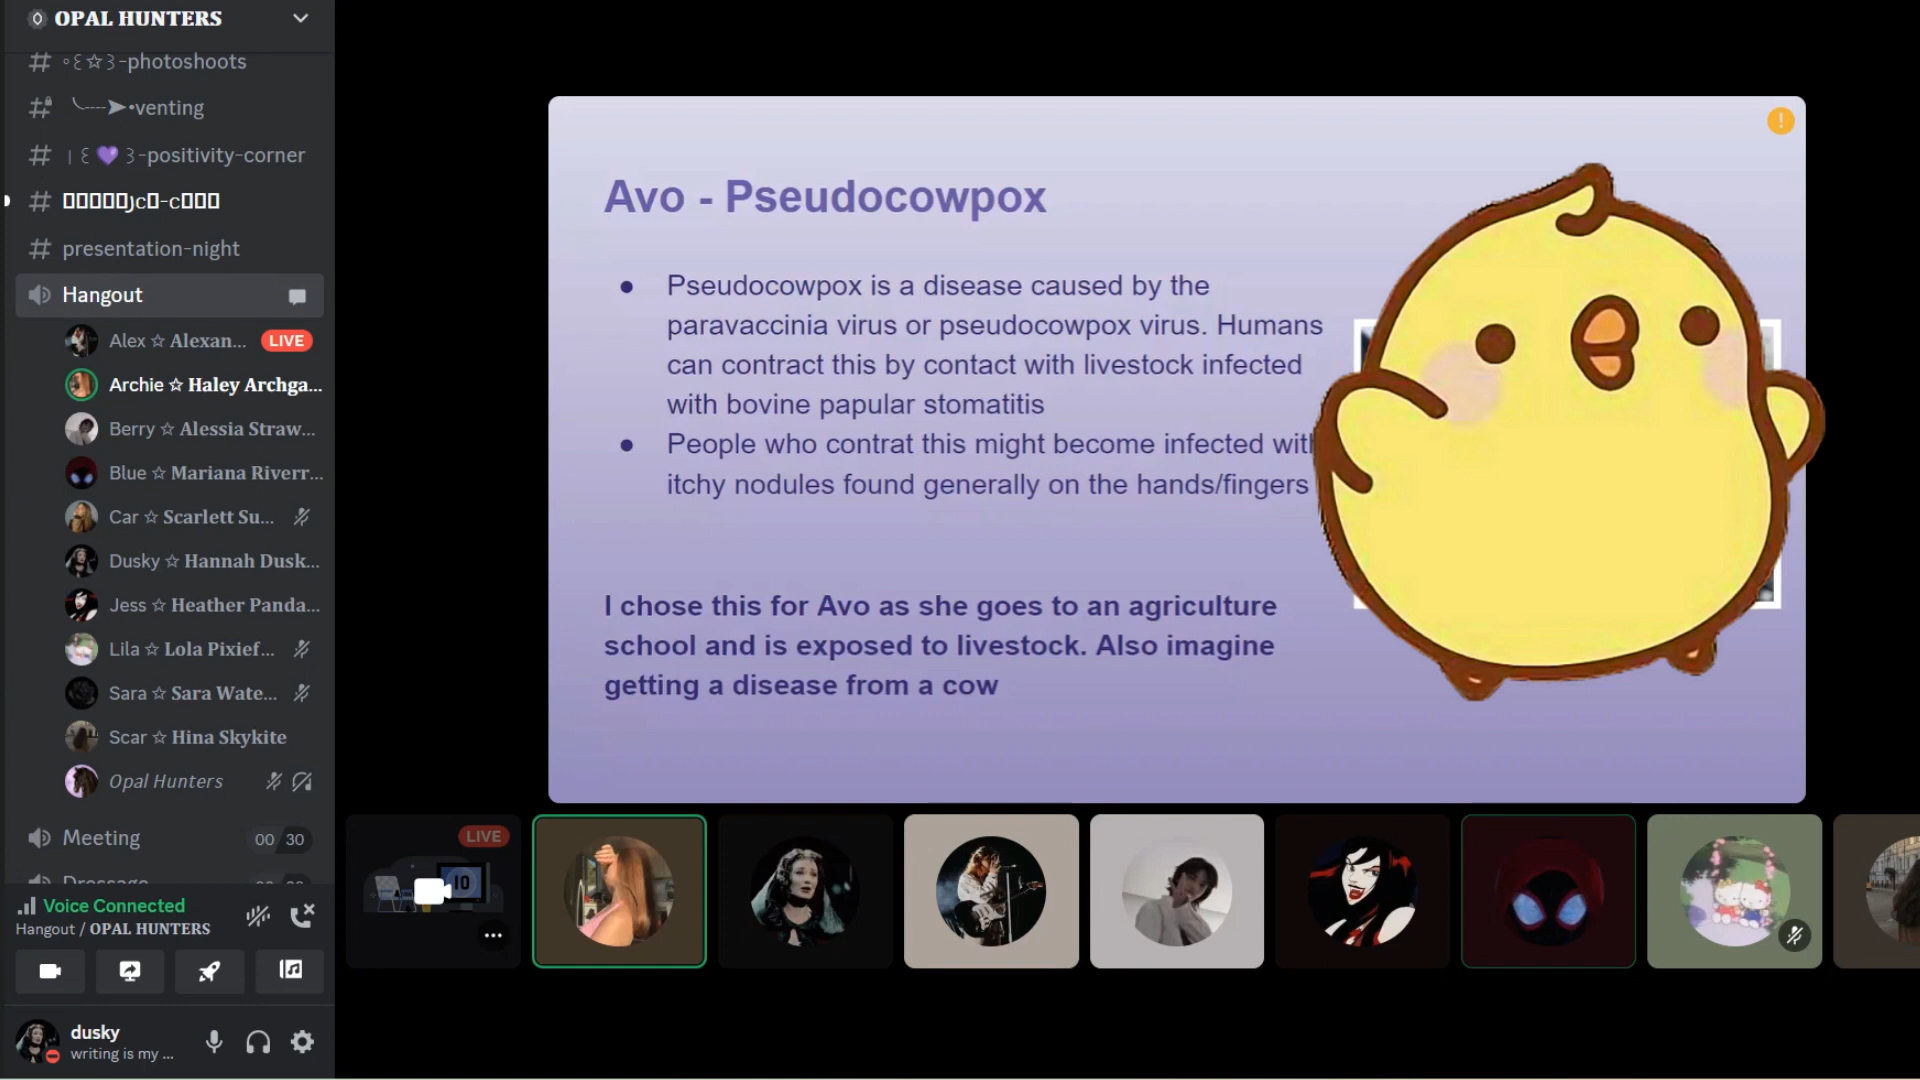 OPAL HUNTERS
# ◦꒰☆꒱-photoshoots
# ╰┈➤•venting
# ꒰💜꒱-positivity-corner
# presentation-night
Hangout
Alex ☆ Alexan... LIVE
Archie ☆ Haley Archga...
Berry ☆ Alessia Straw...
Blue ☆ Mariana Riverr...
Car ☆ Scarlett Su...
Dusky ☆ Hannah Dusk...
Jess ☆ Heather Panda...
Lila ☆ Lola Pixief...
Sara ☆ Sara Wate...
Scar ☆ Hina Skykite
Opal Hunters
Meeting 00 30
Voice Connected
Hangout / OPAL HUNTERS
dusky
writing is my ...
Avo - Pseudocowpox
● Pseudocowpox is a disease caused by the
paravaccinia virus or pseudocowpox virus. Humans
can contract this by contact with livestock infected
with bovine papular stomatitis
● People who contrat this might become infected with
itchy nodules found generally on the hands/fingers
I chose this for Avo as she goes to an agriculture
school and is exposed to livestock. Also imagine
getting a disease from a cow
LIVE
10